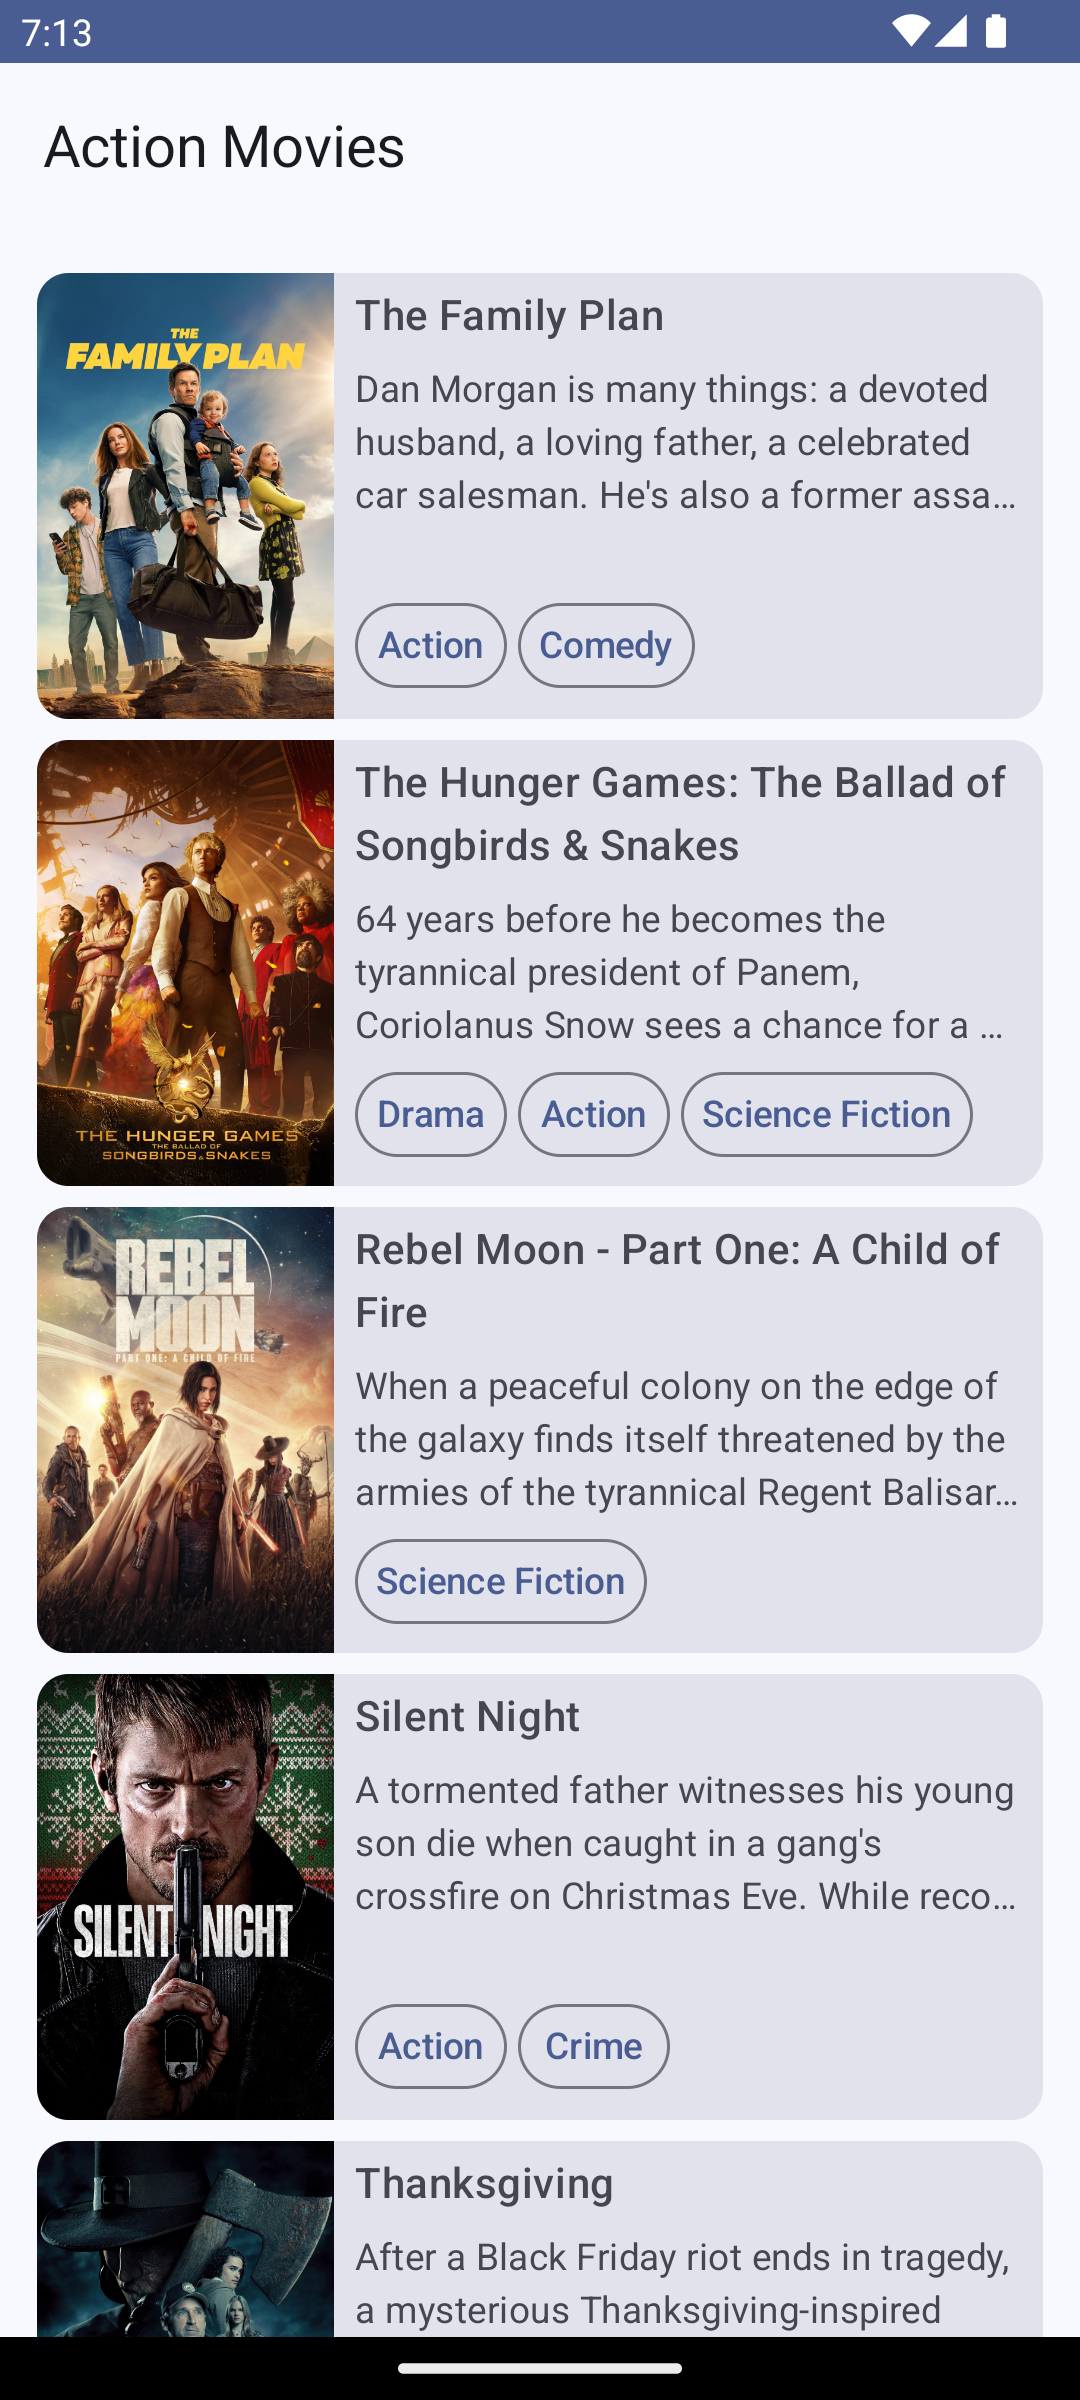 7:13
Action Movies
THE
FAMILY PLAN
The Family Plan
Dan Morgan is many things: a devoted
husband, a loving father, a celebrated
car salesman. He's also a former assa…
Action
Comedy
The Hunger Games: The Ballad of
Songbirds & Snakes
64 years before he becomes the
tyrannical president of Panem,
Coriolanus Snow sees a chance for a …
Drama
Action
Science Fiction
THE HUNGER GAMES
THE BALLAD OF
SONGBIRDS & SNAKES
REBEL
MOON
PART ONE: A CHILD OF FIRE
Rebel Moon - Part One: A Child of
Fire
When a peaceful colony on the edge of
the galaxy finds itself threatened by the
armies of the tyrannical Regent Balisar…
Science Fiction
SILENT NIGHT
Silent Night
A tormented father witnesses his young
son die when caught in a gang's
crossfire on Christmas Eve. While reco…
Action
Crime
Thanksgiving
After a Black Friday riot ends in tragedy,
a mysterious Thanksgiving-inspired